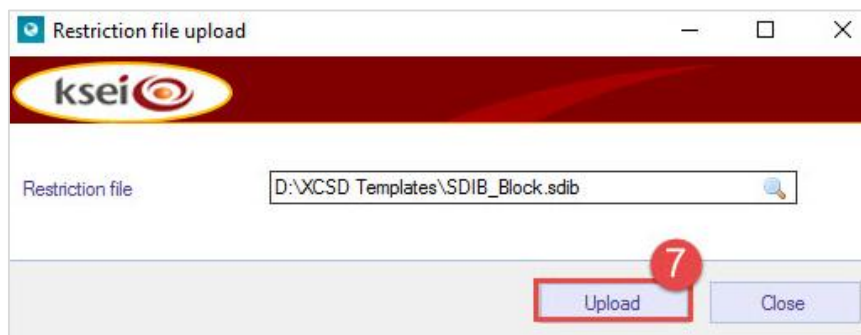 Restriction file upload
ksei
Restriction file
D:\XCSD Templates\SDIB_Block.sdib
7
Upload
Close